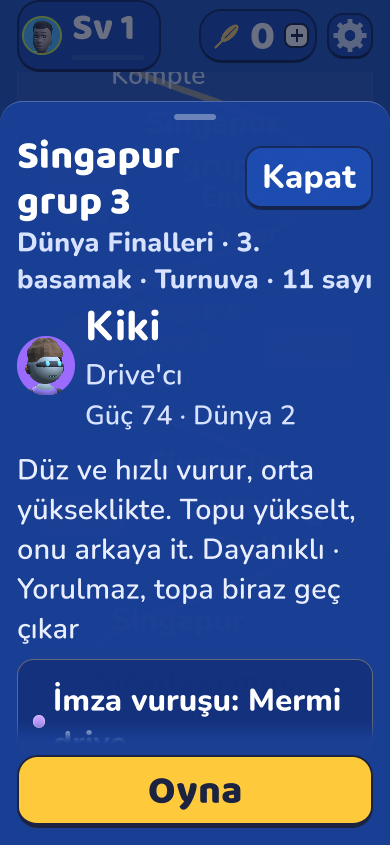 Sv 1
0
Komple
Singapur
grup 3
Kapat
Dünya Finalleri · 3.
basamak · Turnuva · 11 sayı
Kiki
Drive'cı
Güç 74 · Dünya 2
Düz ve hızlı vurur, orta
yükseklikte. Topu yükselt,
onu arkaya it. Dayanıklı ·
Yorulmaz, topa biraz geç
çıkar
İmza vuruşu: Mermi
drive
Oyna